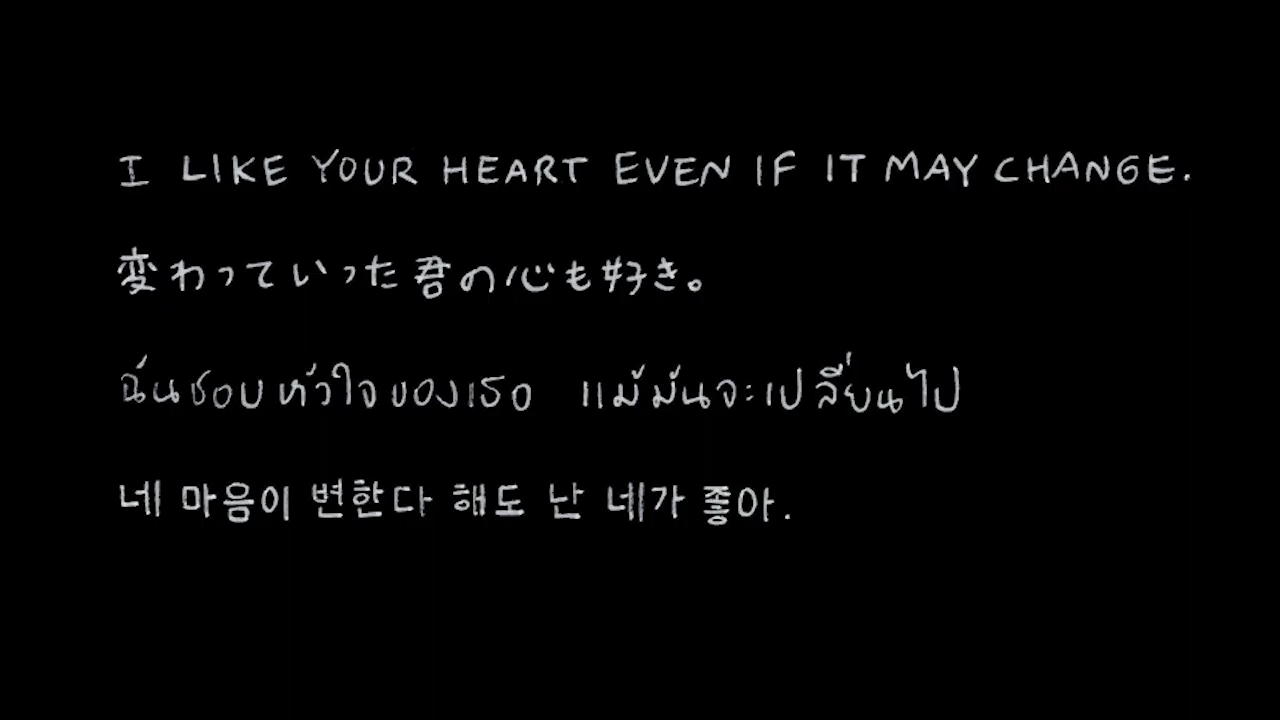 I LIKE YOUR HEART EVEN IF IT MAY CHANGE.
変わっていった君の心も好き。
ฉันชอบหัวใจของเธอ แม้มันจะเปลี่ยนไป
네 마음이 변한다 해도 난 네가 좋아.